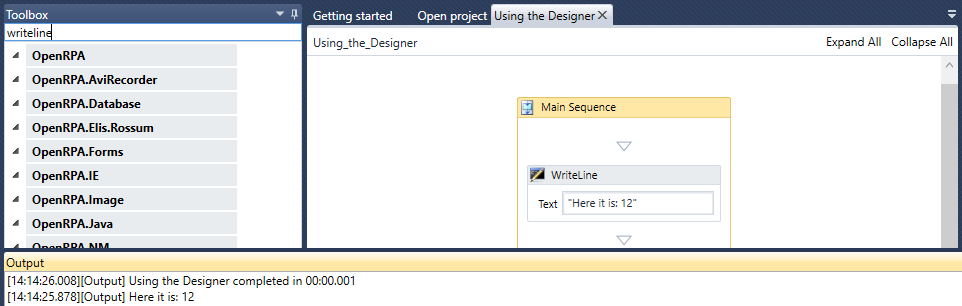 Toolbox
writeline
OpenRPA
OpenRPA.AviRecorder
OpenRPA.Database
OpenRPA.Elis.Rossum
OpenRPA.Forms
OpenRPA.IE
OpenRPA.Image
OpenRPA.Java
OpenRPA.NM
Getting started Open project Using the Designer
Using_the_Designer Expand All Collapse All
Main Sequence
WriteLine
Text "Here it is: 12"
Output
[14:14:26.008][Output] Using the Designer completed in 00:00.001
[14:14:25.878][Output] Here it is: 12